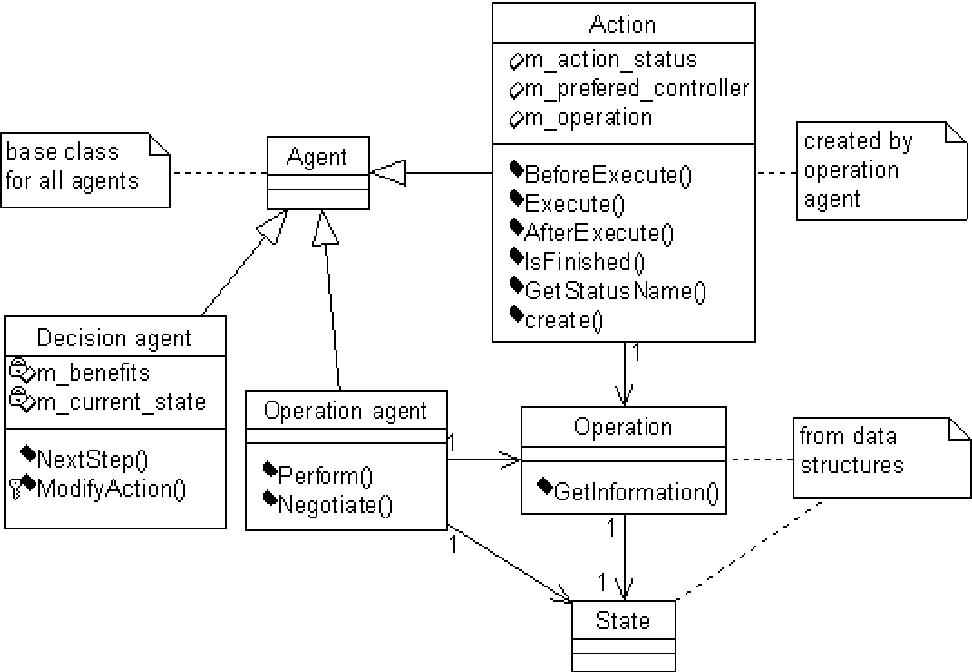 Action
m_action_status
m_prefered_controller
m_operation
BeforeExecute()
Execute()
AfterExecute()
IsFinished()
GetStatusName()
create()
base class
for all agents
Agent
created by
operation
agent
Decision agent
m_benefits
m_current_state
NextStep()
ModifyAction()
1
Operation agent
Perform()
Negotiate()
1
1
Operation
GetInformation()
from data
structures
1
1
State